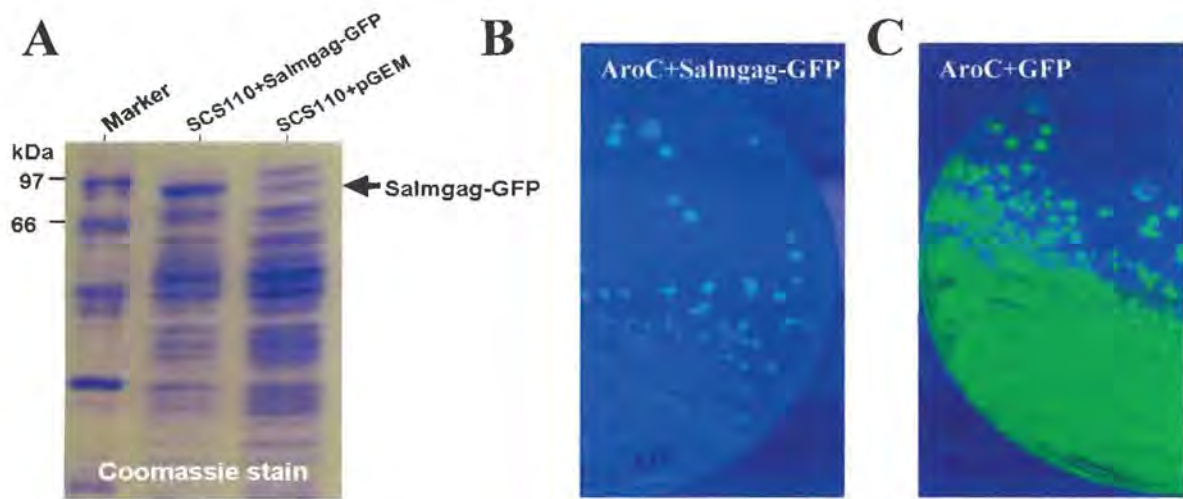 A
B
C
Marker
SCS110+Salmgag-GFP
SCS110+pGEM
kDa
97
66
Salmgag-GFP
Coomassie stain
AroC+Salmgag-GFP
AroC+GFP